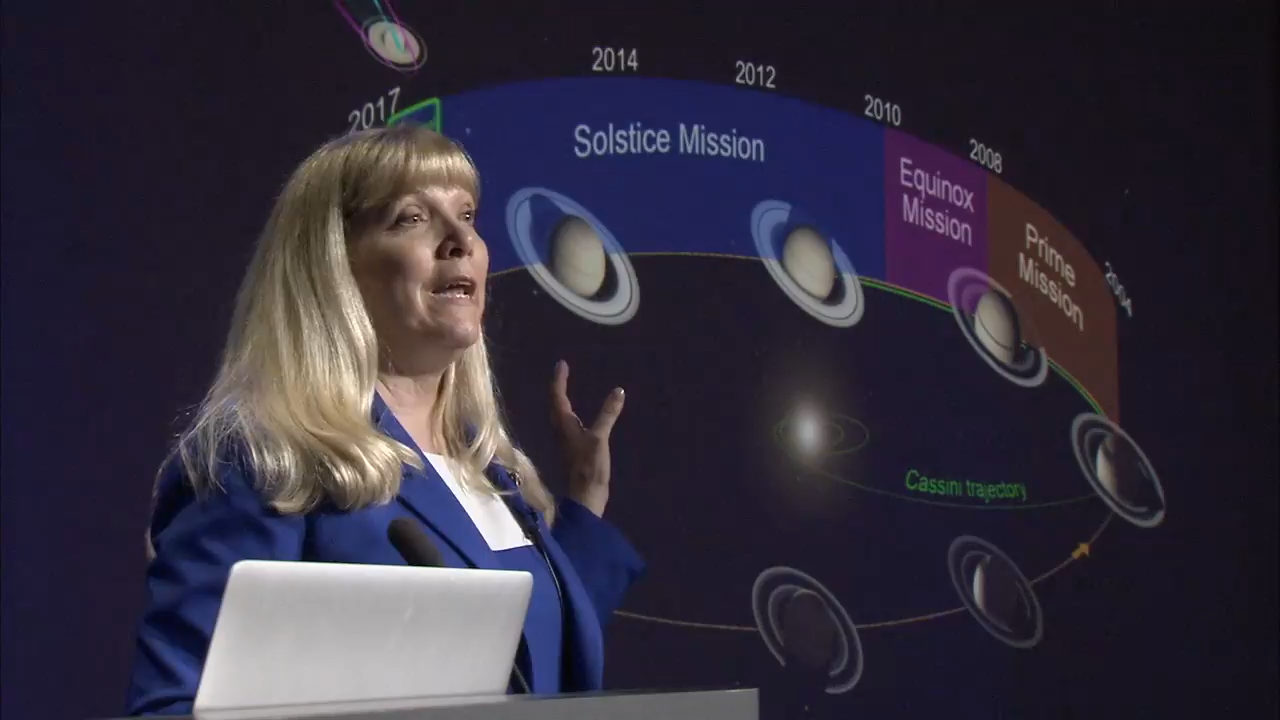 2014
2012
2010
2017
2008
Solstice Mission
Equinox
Mission
Prime
Mission
2004
Cassini trajectory